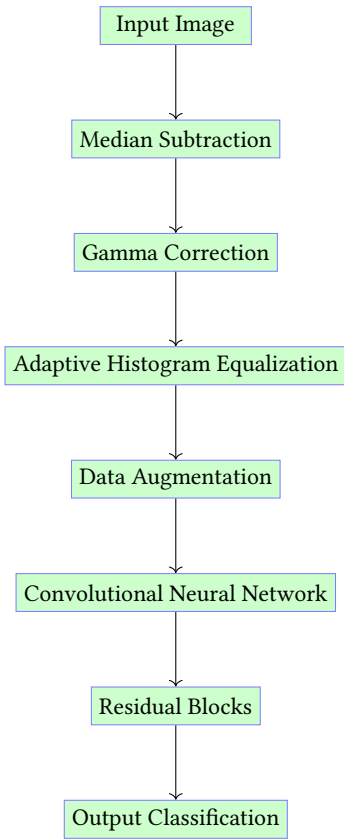 Input Image
Median Subtraction
Gamma Correction
Adaptive Histogram Equalization
Data Augmentation
Convolutional Neural Network
Residual Blocks
Output Classification